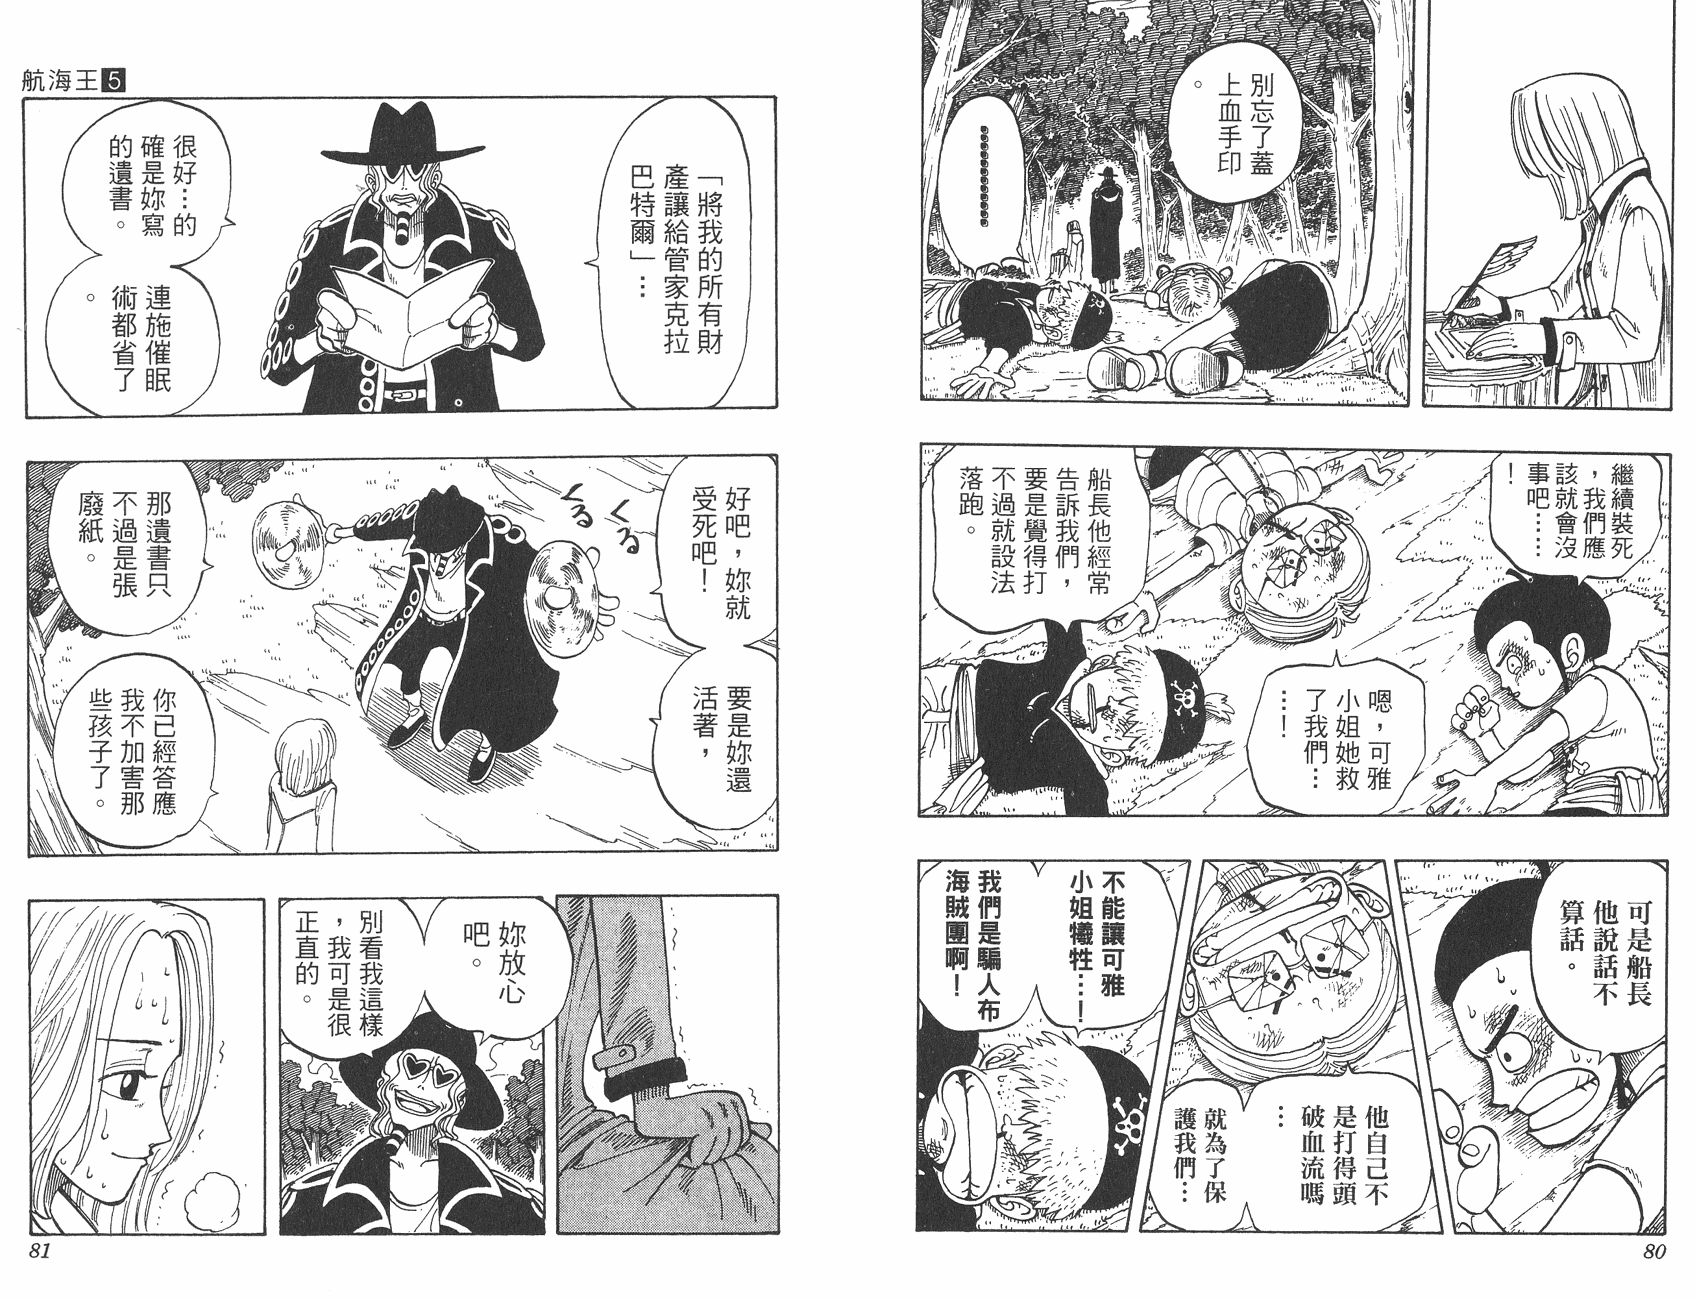 別忘了蓋
上血手印
。
…………
繼續裝死
，我們應
該就會沒
事吧……
！
船長他經常
告訴我們，
要是覺得打
不過就設法
落跑。
嗯，可雅
小姐她救
了我們…
…！
可是船長
他說話不
算話。
他自己不
是打得頭
破血流嗎
…
就為了保
護我們…
不能讓可雅
小姐犧牲…！
我們是騙人布
海賊團啊！
80
航海王5
「將我的所有財
產讓給管家克拉
巴特爾」…
很好…的
確是妳寫
的遺書。
連施催眠
術都省了
。
好吧，妳就
受死吧！
要是妳還
活著，
くる
くる
那遺書只
不過是張
廢紙。
你已經答應
我不加害那
些孩子了。
妳放心
吧。
別看我這樣
，我可是很
正直的。
81